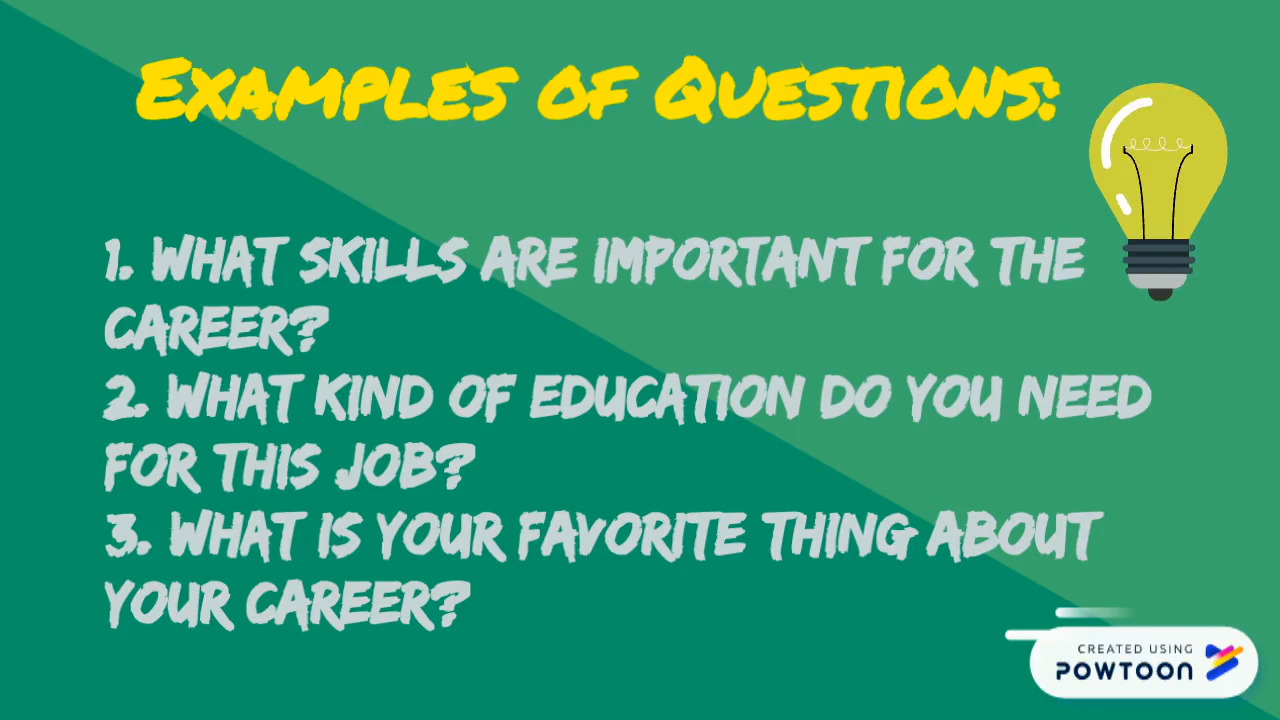 Examples of Questions:
1. What skills are important for the
career?
2. What kind of education do you need
for this job?
3. What is your favorite thing about
your career?
CREATED USING
POWTOON